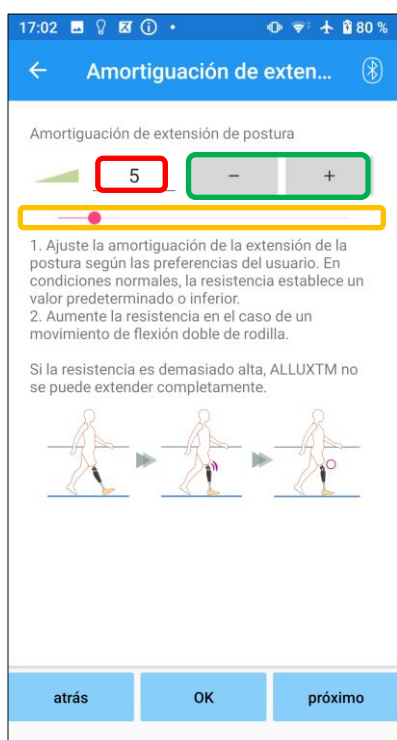 17:02 80 %
Amortiguación de exten...
Amortiguación de extensión de postura
5 − +
1. Ajuste la amortiguación de la extensión de la
postura según las preferencias del usuario. En
condiciones normales, la resistencia establece un
valor predeterminado o inferior.
2. Aumente la resistencia en el caso de un
movimiento de flexión doble de rodilla.
Si la resistencia es demasiado alta, ALLUXTM no
se puede extender completamente.
atrás OK próximo